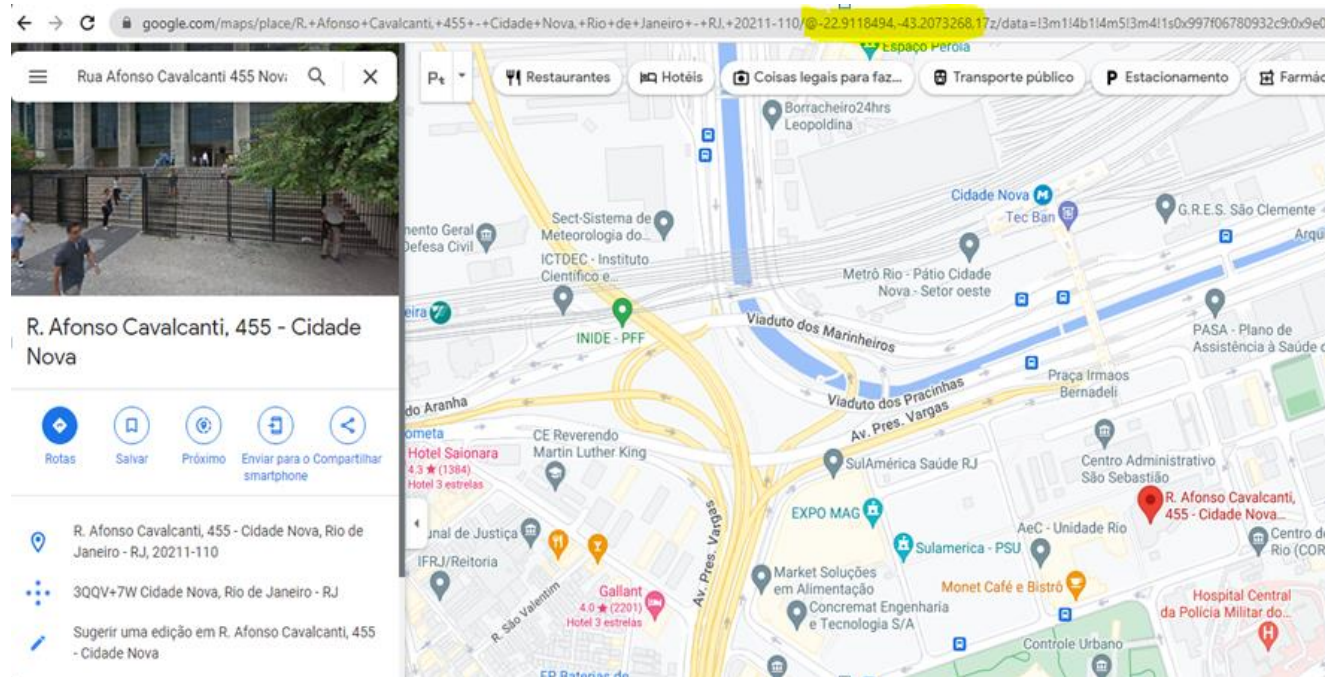 google.com/maps/place/R.+Afonso+Cavalcanti,+455+-+Cidade+Nova,+Rio+de+Janeiro+-+RJ,+20211-110/@-22.9118494,-43.2073268,17z/data=!3m1!4b1!4m5!3m4!1s0x997f06780932c9:0x9e0
Rua Afonso Cavalcanti 455 Nova
Restaurantes
Hotéis
Coisas legais para faz...
Transporte público
Estacionamento
Farmác
R. Afonso Cavalcanti, 455 - Cidade
Nova
Rotas
Salvar
Próximo
Enviar para o
smartphone
Compartilhar
R. Afonso Cavalcanti, 455 - Cidade Nova, Rio de
Janeiro - RJ, 20211-110
3QQV+7W Cidade Nova, Rio de Janeiro - RJ
Sugerir uma edição em R. Afonso Cavalcanti, 455
- Cidade Nova
Espaço Pérola
Borracheiro24hrs
Leopoldina
Cidade Nova
Tec Ban
G.R.E.S. São Clemente
Arqu
mento Geral
Defesa Civil
Sect-Sistema de
Meteorologia do...
ICTDEC - Instituto
Científico e...
Metrô Rio - Pátio Cidade
Nova - Setor oeste
eira
INIDE - PFF
Viaduto dos Marinheiros
PASA - Plano de
Assistência à Saúde
Praça Irmaos
Bernadeli
do Aranha
Viaduto dos Pracinhas
Av. Pres. Vargas
ometa
Hotel Saionara
4.3 ★ (1384)
Hotel 3 estrelas
CE Reverendo
Martin Luther King
SulAmérica Saúde RJ
Centro Administrativo
São Sebastião
R. Afonso Cavalcanti,
455 - Cidade Nova...
EXPO MAG
AeC - Unidade Rio
Centro d
Rio (COR
unal de Justiça
IFRJ/Reitoria
Av. Pres. Vargas
Sulamerica - PSU
Market Soluções
em Alimentação
Monet Café e Bistrô
Hospital Central
da Polícia Militar do...
H
Gallant
4.0 ★ (2201)
Hotel 3 estrelas
R. São Valentim
Concremat Engenharia
e Tecnologia S/A
Controle Urbano